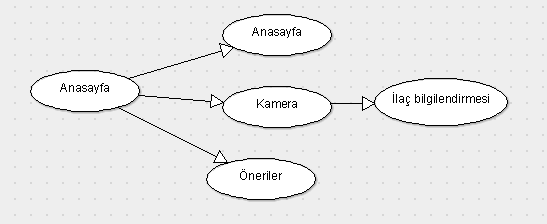 Anasayfa
Anasayfa
Kamera
İlaç bilgilendirmesi
Öneriler